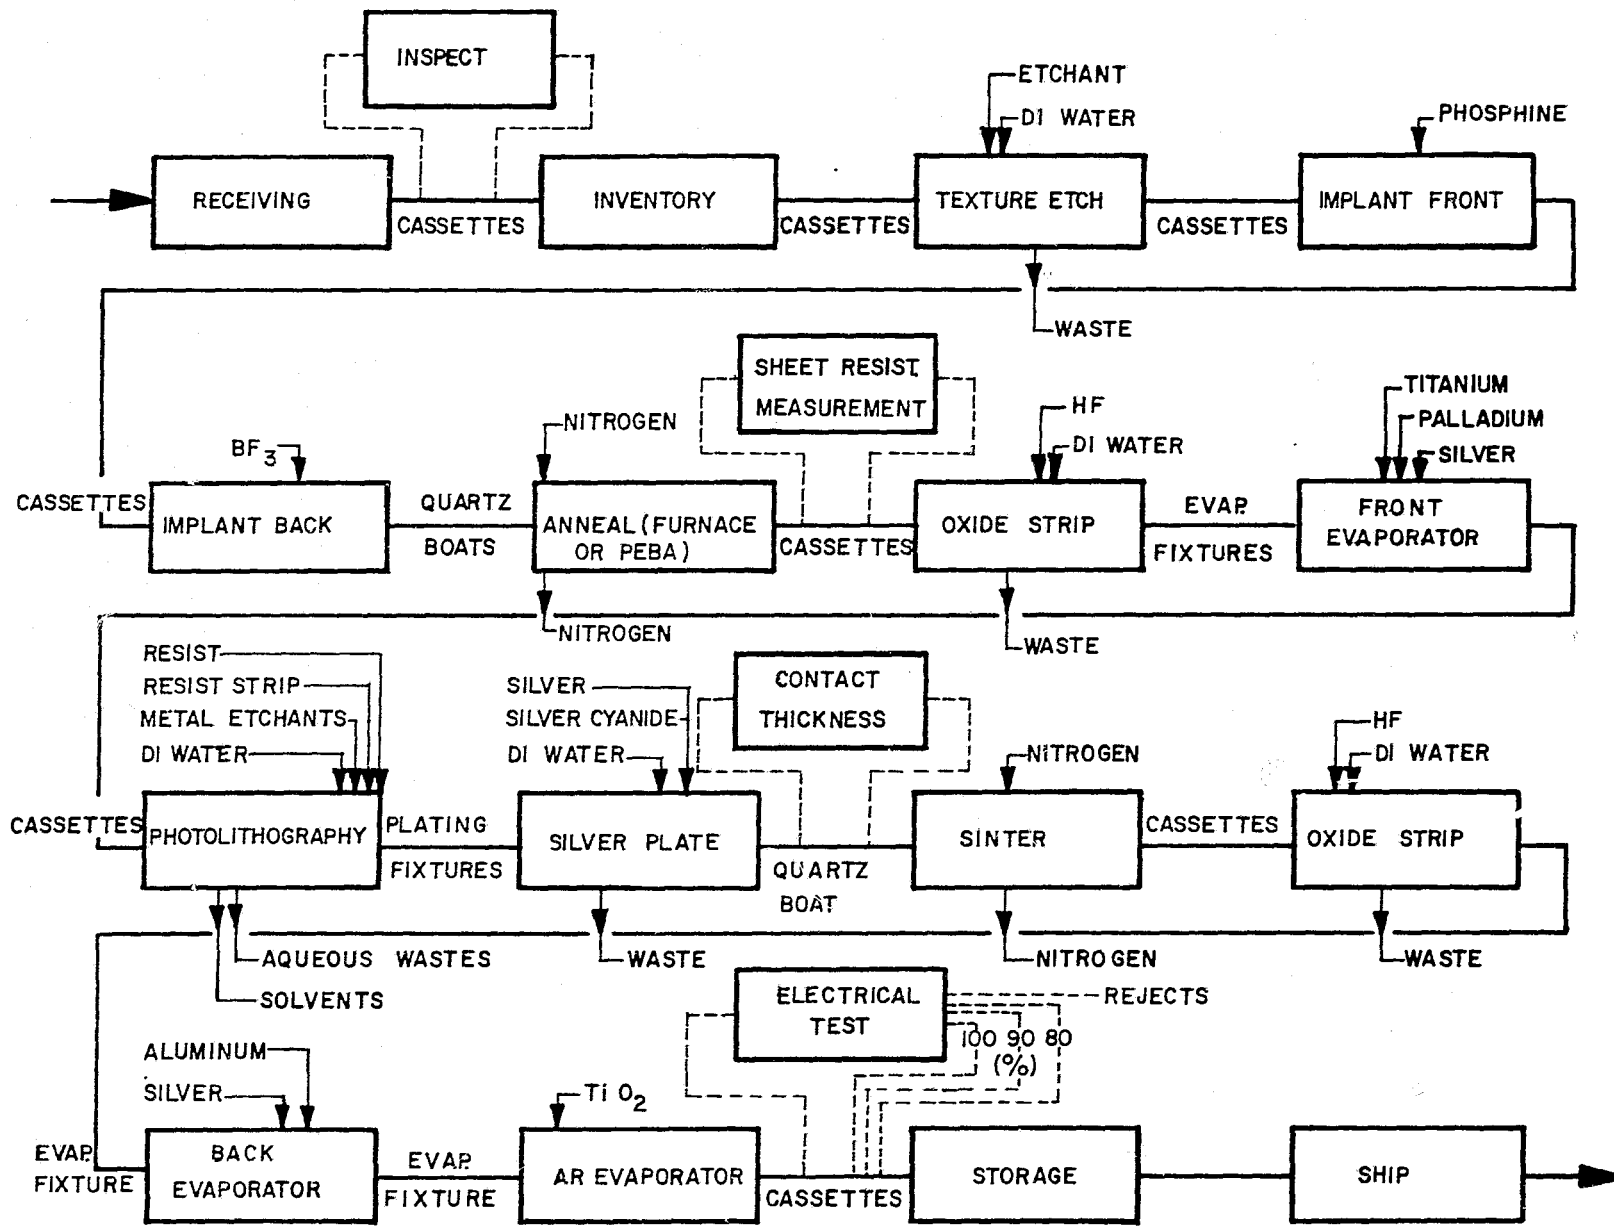 INSPECT
ETCHANT
DI WATER
PHOSPHINE
RECEIVING
CASSETTES
INVENTORY
CASSETTES
TEXTURE ETCH
CASSETTES
IMPLANT FRONT
WASTE
SHEET RESIST.
MEASUREMENT
NITROGEN
HF
DI WATER
TITANIUM
PALLADIUM
SILVER
BF3
CASSETTES
IMPLANT BACK
QUARTZ
BOATS
ANNEAL (FURNACE
OR PEBA)
CASSETTES
OXIDE STRIP
EVAP.
FIXTURES
FRONT
EVAPORATOR
NITROGEN
WASTE
RESIST
RESIST STRIP
METAL ETCHANTS
DI WATER
SILVER
SILVER CYANIDE
DI WATER
CONTACT
THICKNESS
NITROGEN
HF
DI WATER
CASSETTES
PHOTOLITHOGRAPHY
PLATING
FIXTURES
SILVER PLATE
QUARTZ
BOAT
SINTER
CASSETTES
OXIDE STRIP
AQUEOUS WASTES
SOLVENTS
WASTE
NITROGEN
WASTE
ELECTRICAL
TEST
REJECTS
100 90 80
(%)
ALUMINUM
SILVER
TiO2
EVAP.
FIXTURE
BACK
EVAPORATOR
EVAP.
FIXTURE
AR EVAPORATOR
CASSETTES
STORAGE
SHIP